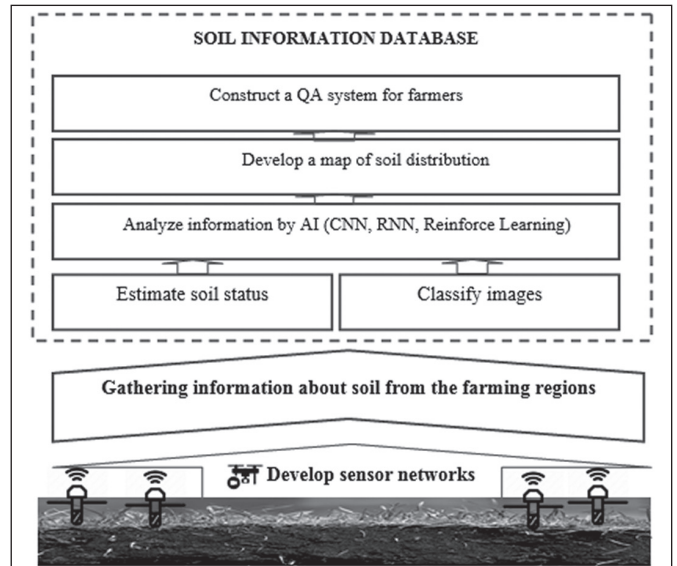 SOIL INFORMATION DATABASE
Construct a QA system for farmers
Develop a map of soil distribution
Analyze information by AI (CNN, RNN, Reinforce Learning)
Estimate soil status
Classify images
Gathering information about soil from the farming regions
Develop sensor networks